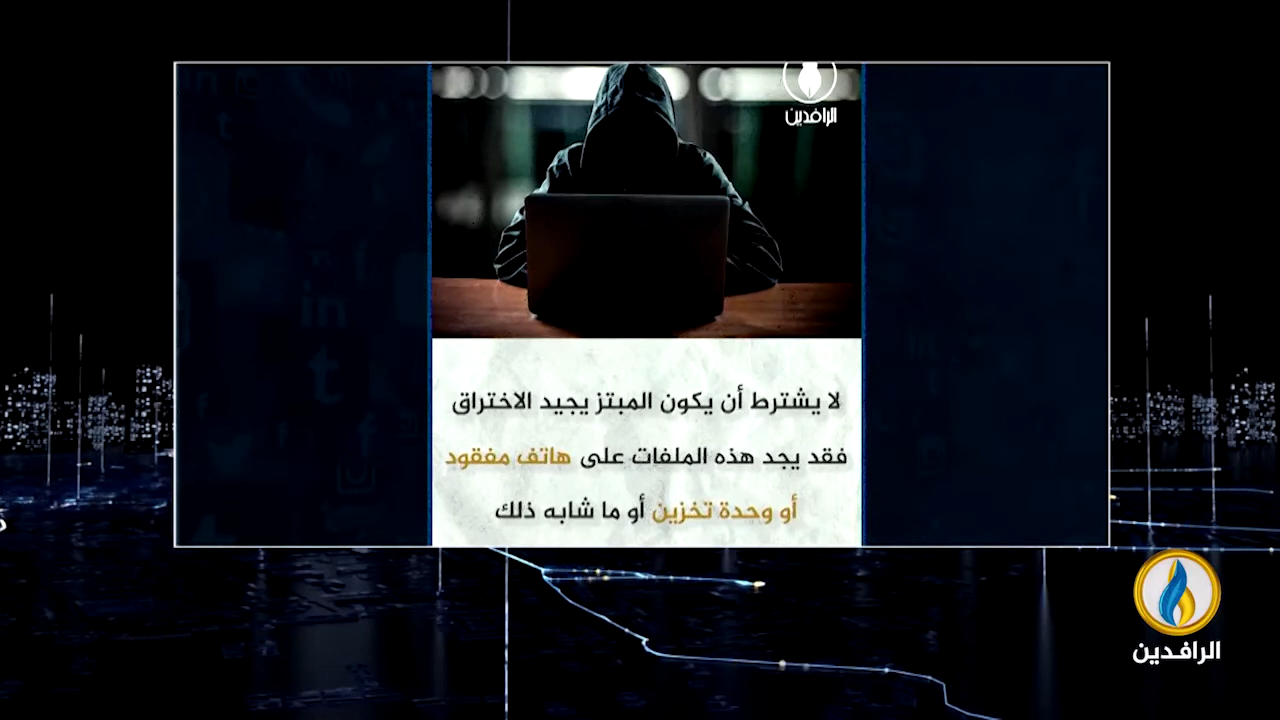 الرافدين
لا يشترط أن يكون المبتز يجيد الاختراق
فقد يجد هذه الملفات على هاتف مفقود
أو وحدة تخزين أو ما شابه ذلك
in
t
f
الرافدين